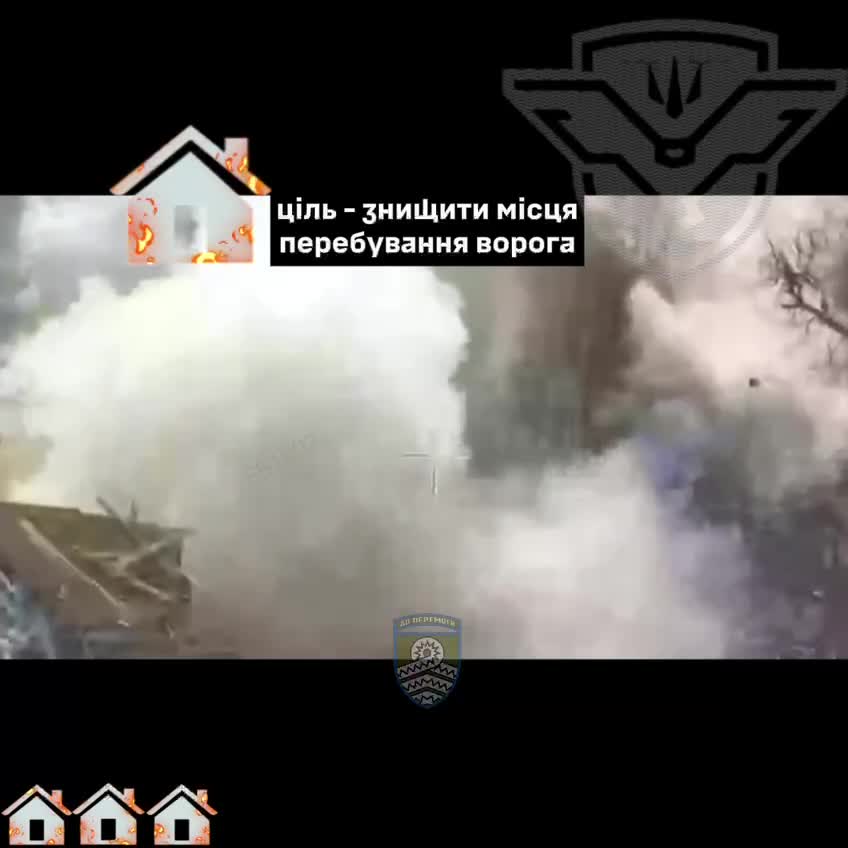 ціль - знищити місця
перебування ворога
ДО ПЕРЕМОГИ